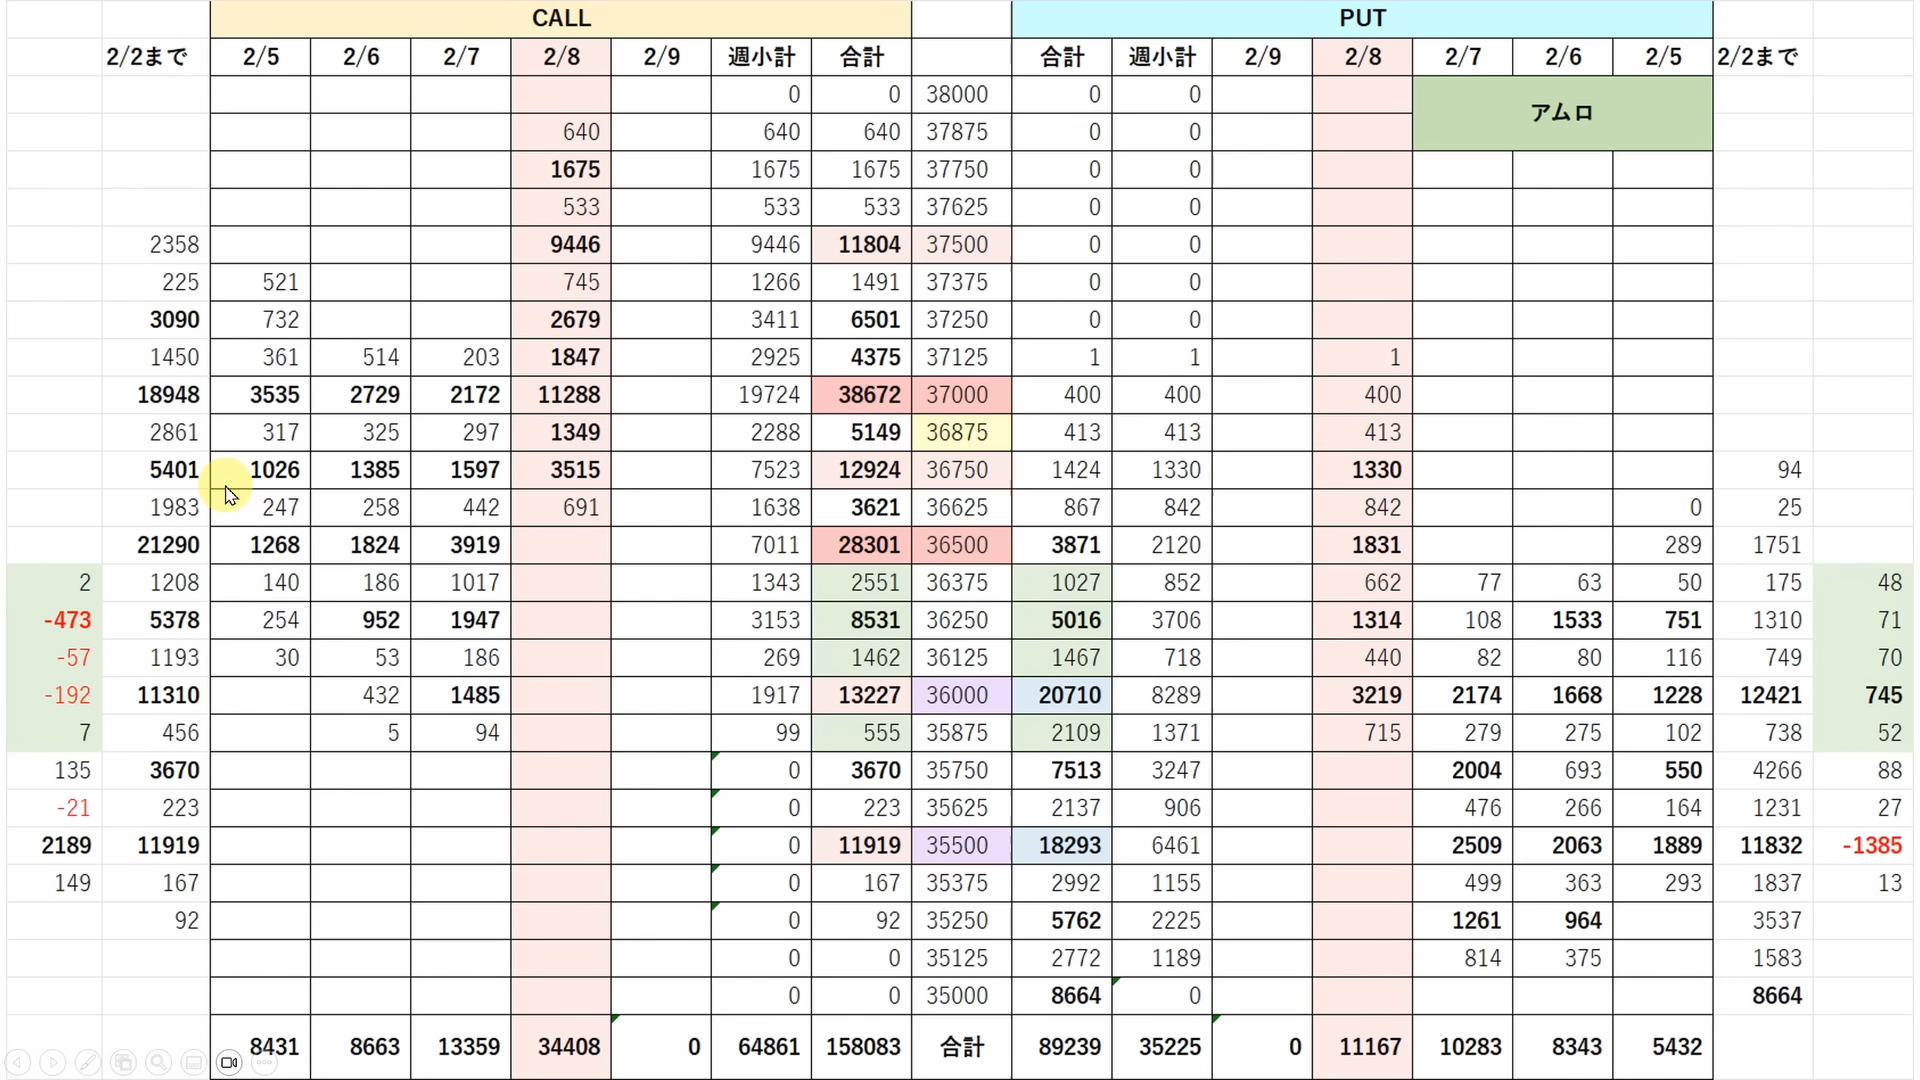 CALL PUT
2/2まで 2/5 2/6 2/7 2/8 2/9 週小計 合計 合計 週小計 2/9 2/8 2/7 2/6 2/5 2/2まで
0 0 38000 0 0 アムロ
640 640 640 37875 0 0
1675 1675 1675 37750 0 0
533 533 533 37625 0 0
2358 9446 9446 11804 37500 0 0
225 521 745 1266 1491 37375 0 0
3090 732 2679 3411 6501 37250 0 0
1450 361 514 203 1847 2925 4375 37125 1 1 1
18948 3535 2729 2172 11288 19724 38672 37000 400 400 400
2861 317 325 297 1349 2288 5149 36875 413 413 413
5401 1026 1385 1597 3515 7523 12924 36750 1424 1330 1330 94
1983 247 258 442 691 1638 3621 36625 867 842 842 0 25
21290 1268 1824 3919 7011 28301 36500 3871 2120 1831 289 1751
2 1208 140 186 1017 1343 2551 36375 1027 852 662 77 63 50 175 48
-473 5378 254 952 1947 3153 8531 36250 5016 3706 1314 108 1533 751 1310 71
-57 1193 30 53 186 269 1462 36125 1467 718 440 82 80 116 749 70
-192 11310 432 1485 1917 13227 36000 20710 8289 3219 2174 1668 1228 12421 745
7 456 5 94 99 555 35875 2109 1371 715 279 275 102 738 52
135 3670 0 3670 35750 7513 3247 2004 693 550 4266 88
-21 223 0 223 35625 2137 906 476 266 164 1231 27
2189 11919 0 11919 35500 18293 6461 2509 2063 1889 11832 -1385
149 167 0 167 35375 2992 1155 499 363 293 1837 13
92 0 92 35250 5762 2225 1261 964 3537
0 0 35125 2772 1189 814 375 1583
0 0 35000 8664 0 8664
8431 8663 13359 34408 0 64861 158083 合計 89239 35225 0 11167 10283 8343 5432